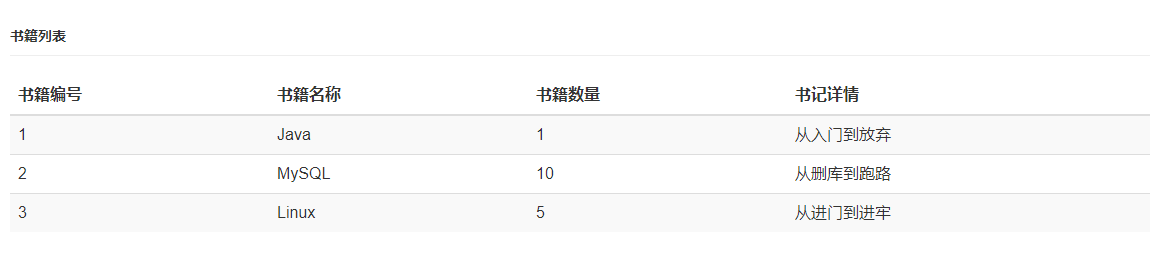 书籍列表
书籍编号 书籍名称 书籍数量 书记详情
1 Java 1 从入门到放弃
2 MySQL 10 从删库到跑路
3 Linux 5 从进门到进牢